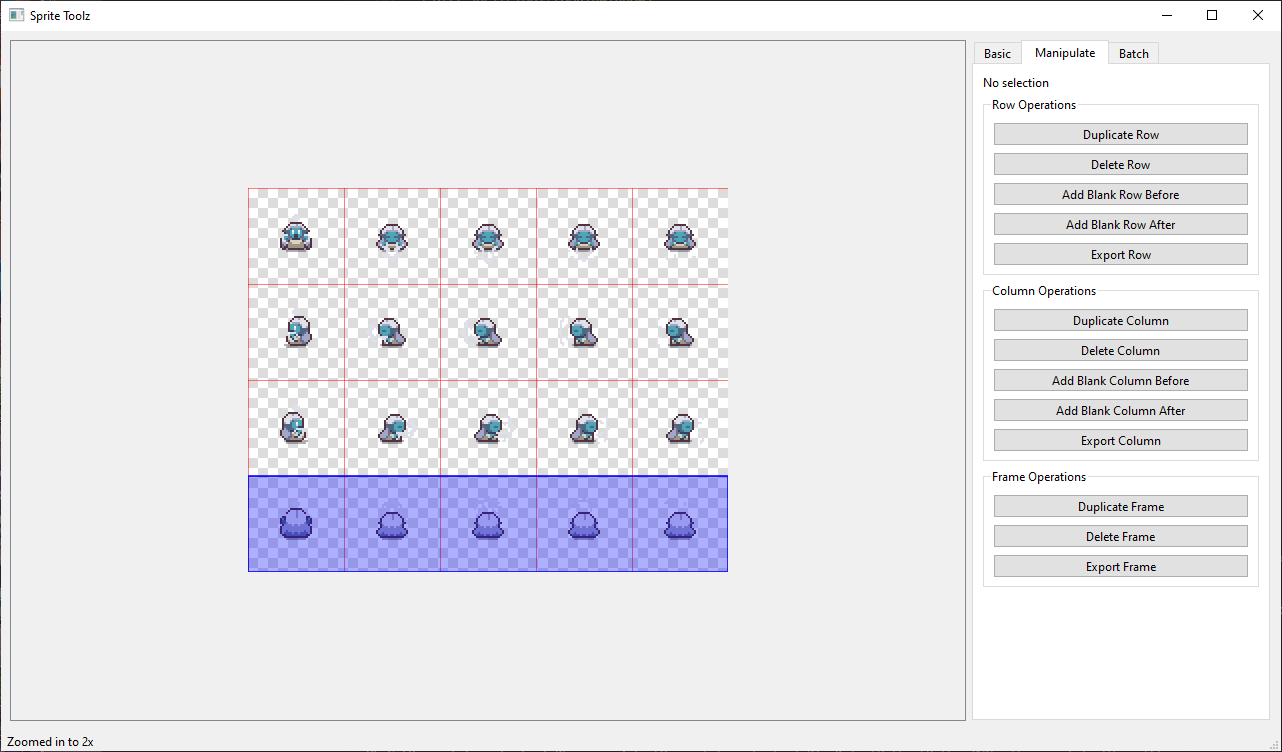 Sprite Toolz
Basic Manipulate Batch
No selection
Row Operations
Duplicate Row
Delete Row
Add Blank Row Before
Add Blank Row After
Export Row
Column Operations
Duplicate Column
Delete Column
Add Blank Column Before
Add Blank Column After
Export Column
Frame Operations
Duplicate Frame
Delete Frame
Export Frame
Zoomed in to 2x